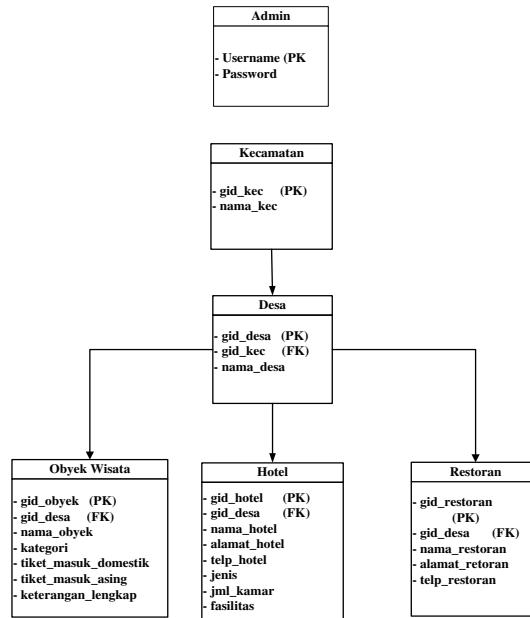 Admin
- Username (PK
- Password
Kecamatan
- gid_kec (PK)
- nama_kec
Desa
- gid_desa (PK)
- gid_kec (FK)
- nama_desa
Obyek Wisata
- gid_obyek (PK)
- gid_desa (FK)
- nama_obyek
- kategori
- tiket_masuk_domestik
- tiket_masuk_asing
- keterangan_lengkap
Hotel
- gid_hotel (PK)
- gid_desa (FK)
- nama_hotel
- alamat_hotel
- telp_hotel
- jenis
- jml_kamar
- fasilitas
Restoran
- gid_restoran
(PK)
- gid_desa (FK)
- nama_restoran
- alamat_retoran
- telp_restoran